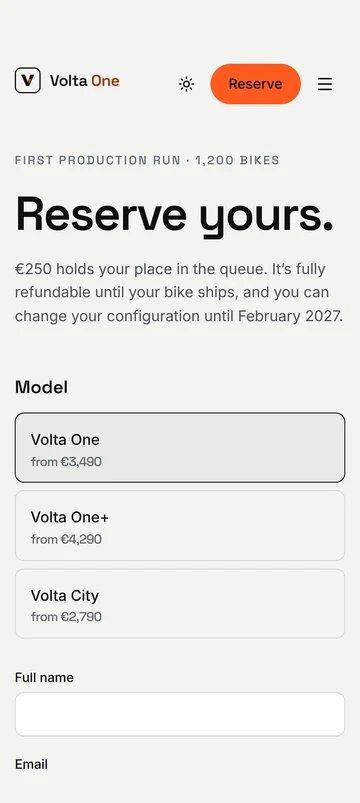 V Volta One
Reserve
FIRST PRODUCTION RUN · 1,200 BIKES
Reserve yours.
€250 holds your place in the queue. It’s fully
refundable until your bike ships, and you can
change your configuration until February 2027.
Model
Volta One
from €3,490
Volta One+
from €4,290
Volta City
from €2,790
Full name
Email